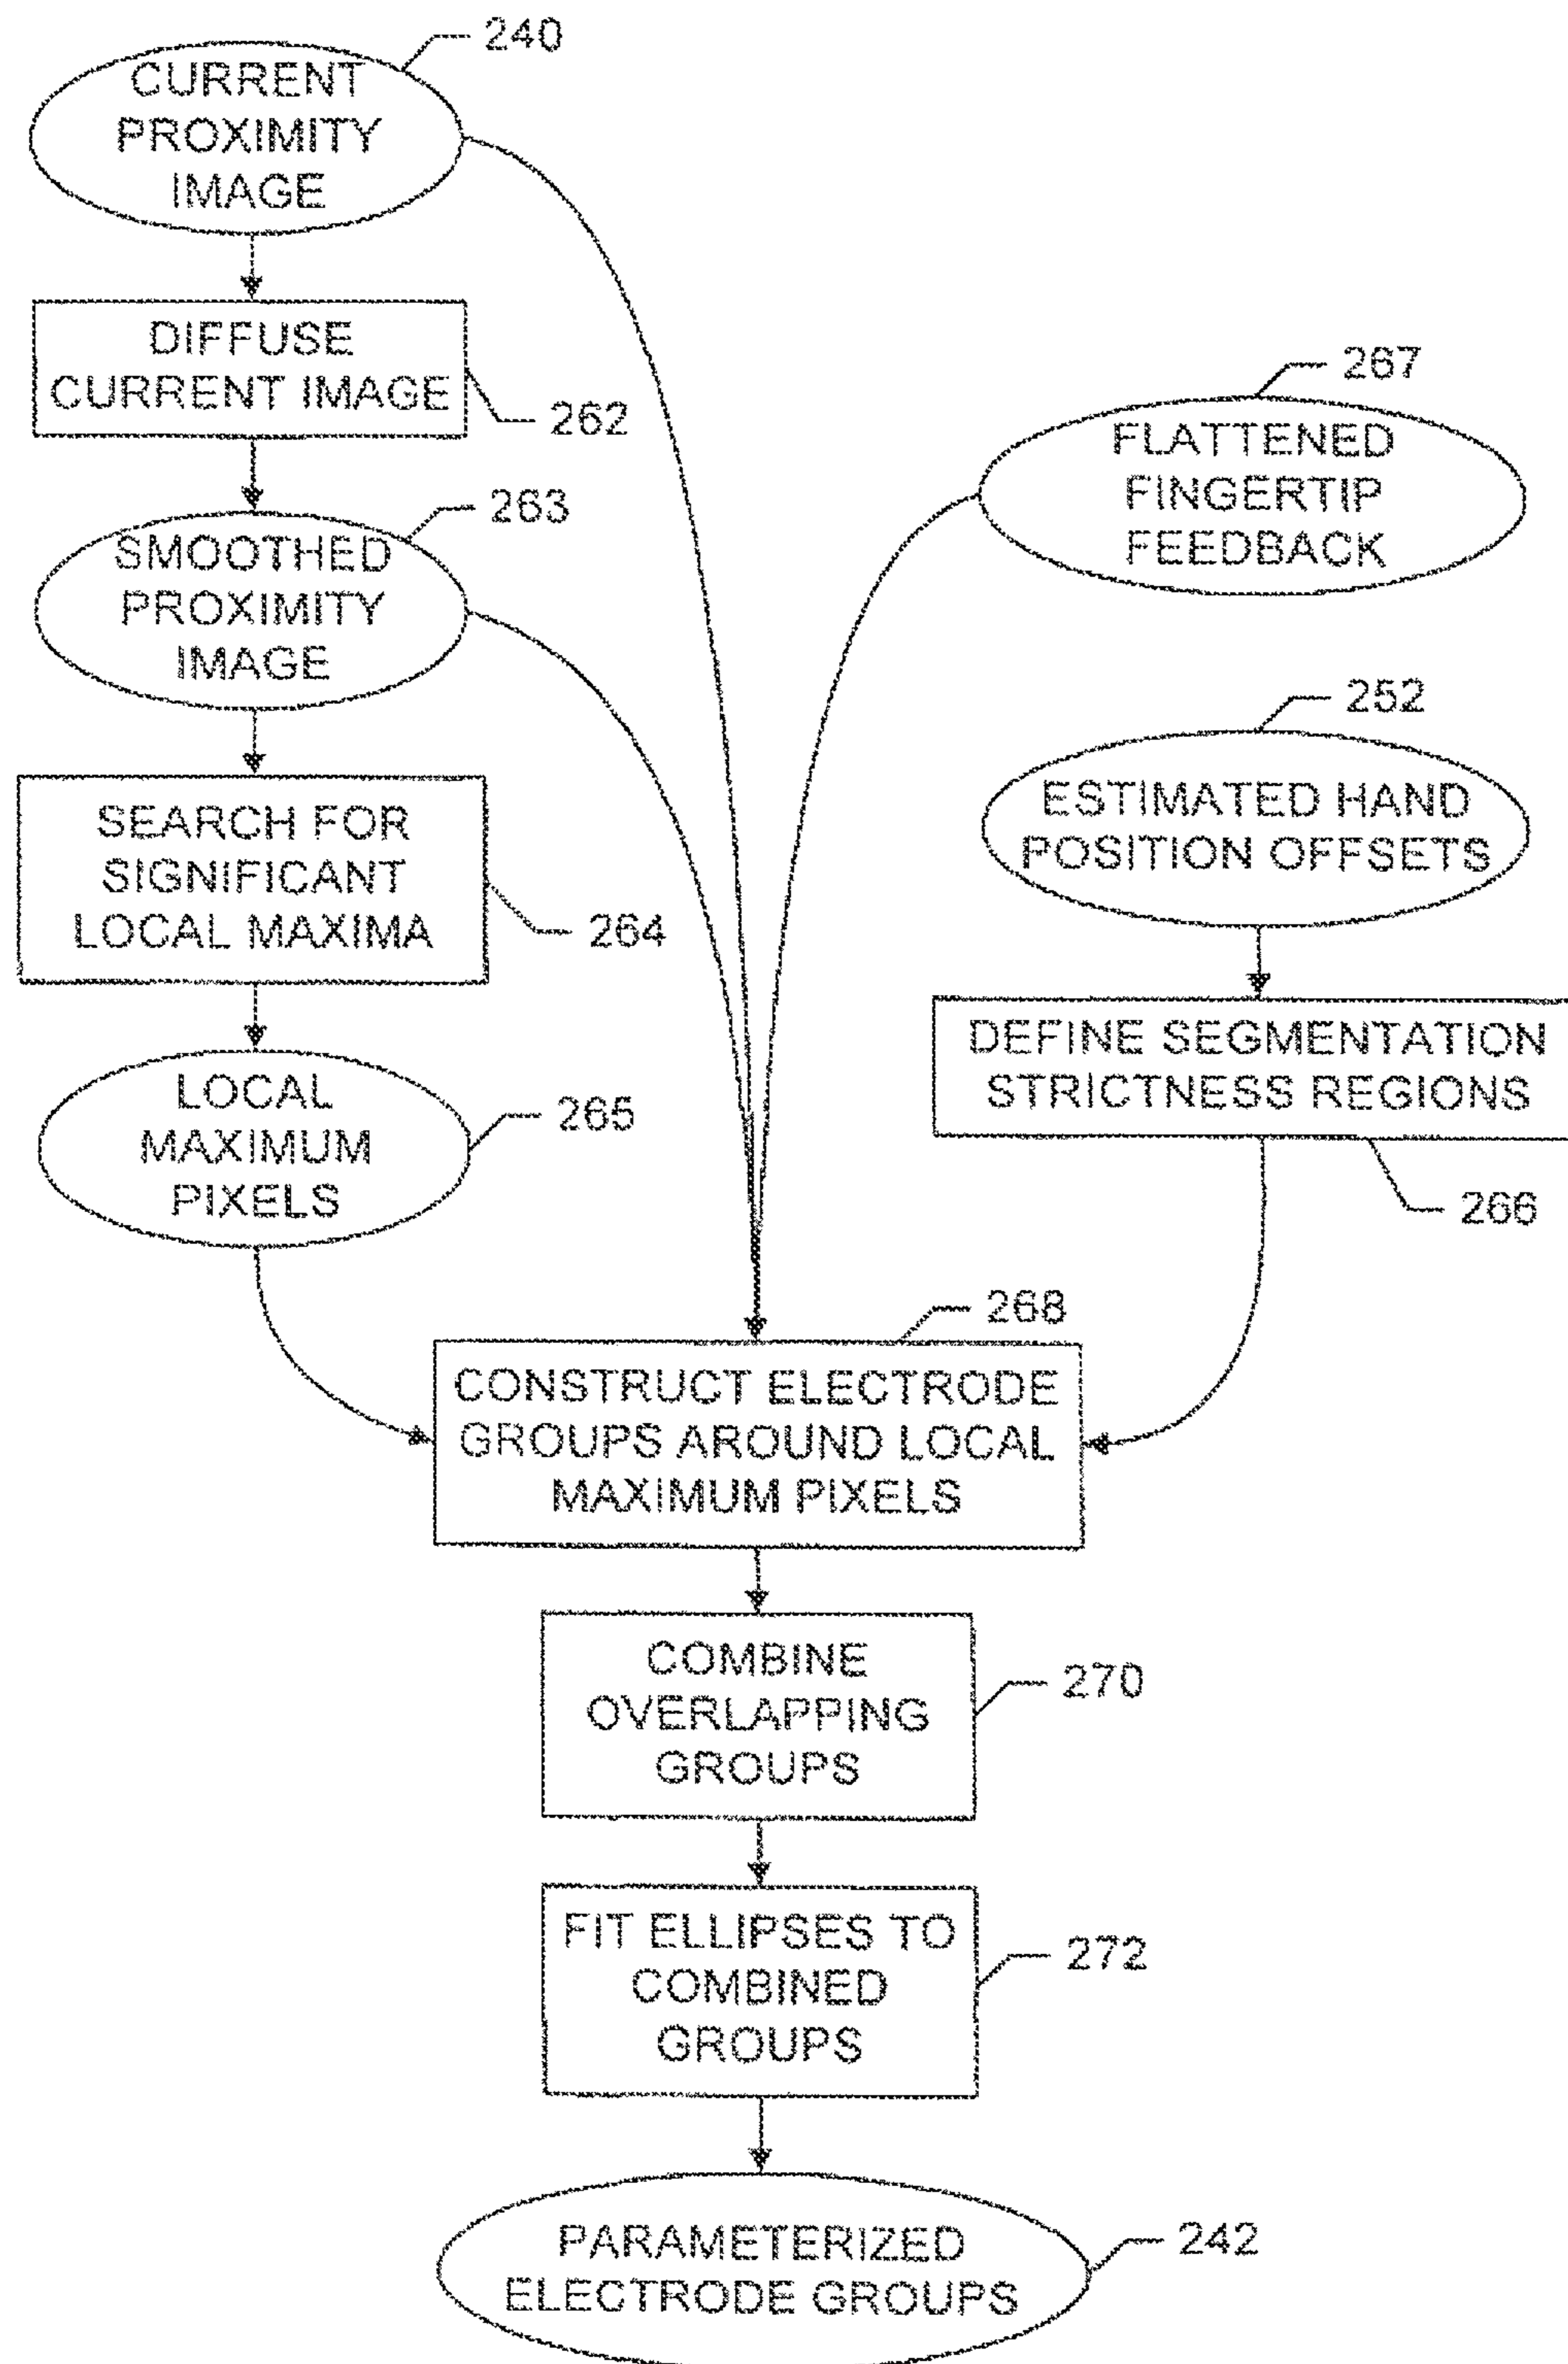 240
CURRENT
PROXIMITY
IMAGE
DIFFUSE
CURRENT IMAGE
262
263
SMOOTHED
PROXIMITY
IMAGE
SEARCH FOR
SIGNIFICANT
LOCAL MAXIMA
264
LOCAL
MAXIMUM
PIXELS
265
267
FLATTENED
FINGERTIP
FEEDBACK
252
ESTIMATED HAND
POSITION OFFSETS
DEFINE SEGMENTATION
STRICTNESS REGIONS
266
268
CONSTRUCT ELECTRODE
GROUPS AROUND LOCAL
MAXIMUM PIXELS
COMBINE
OVERLAPPING
GROUPS
270
FIT ELLIPSES TO
COMBINED
GROUPS
272
PARAMETERIZED
ELECTRODE GROUPS
242